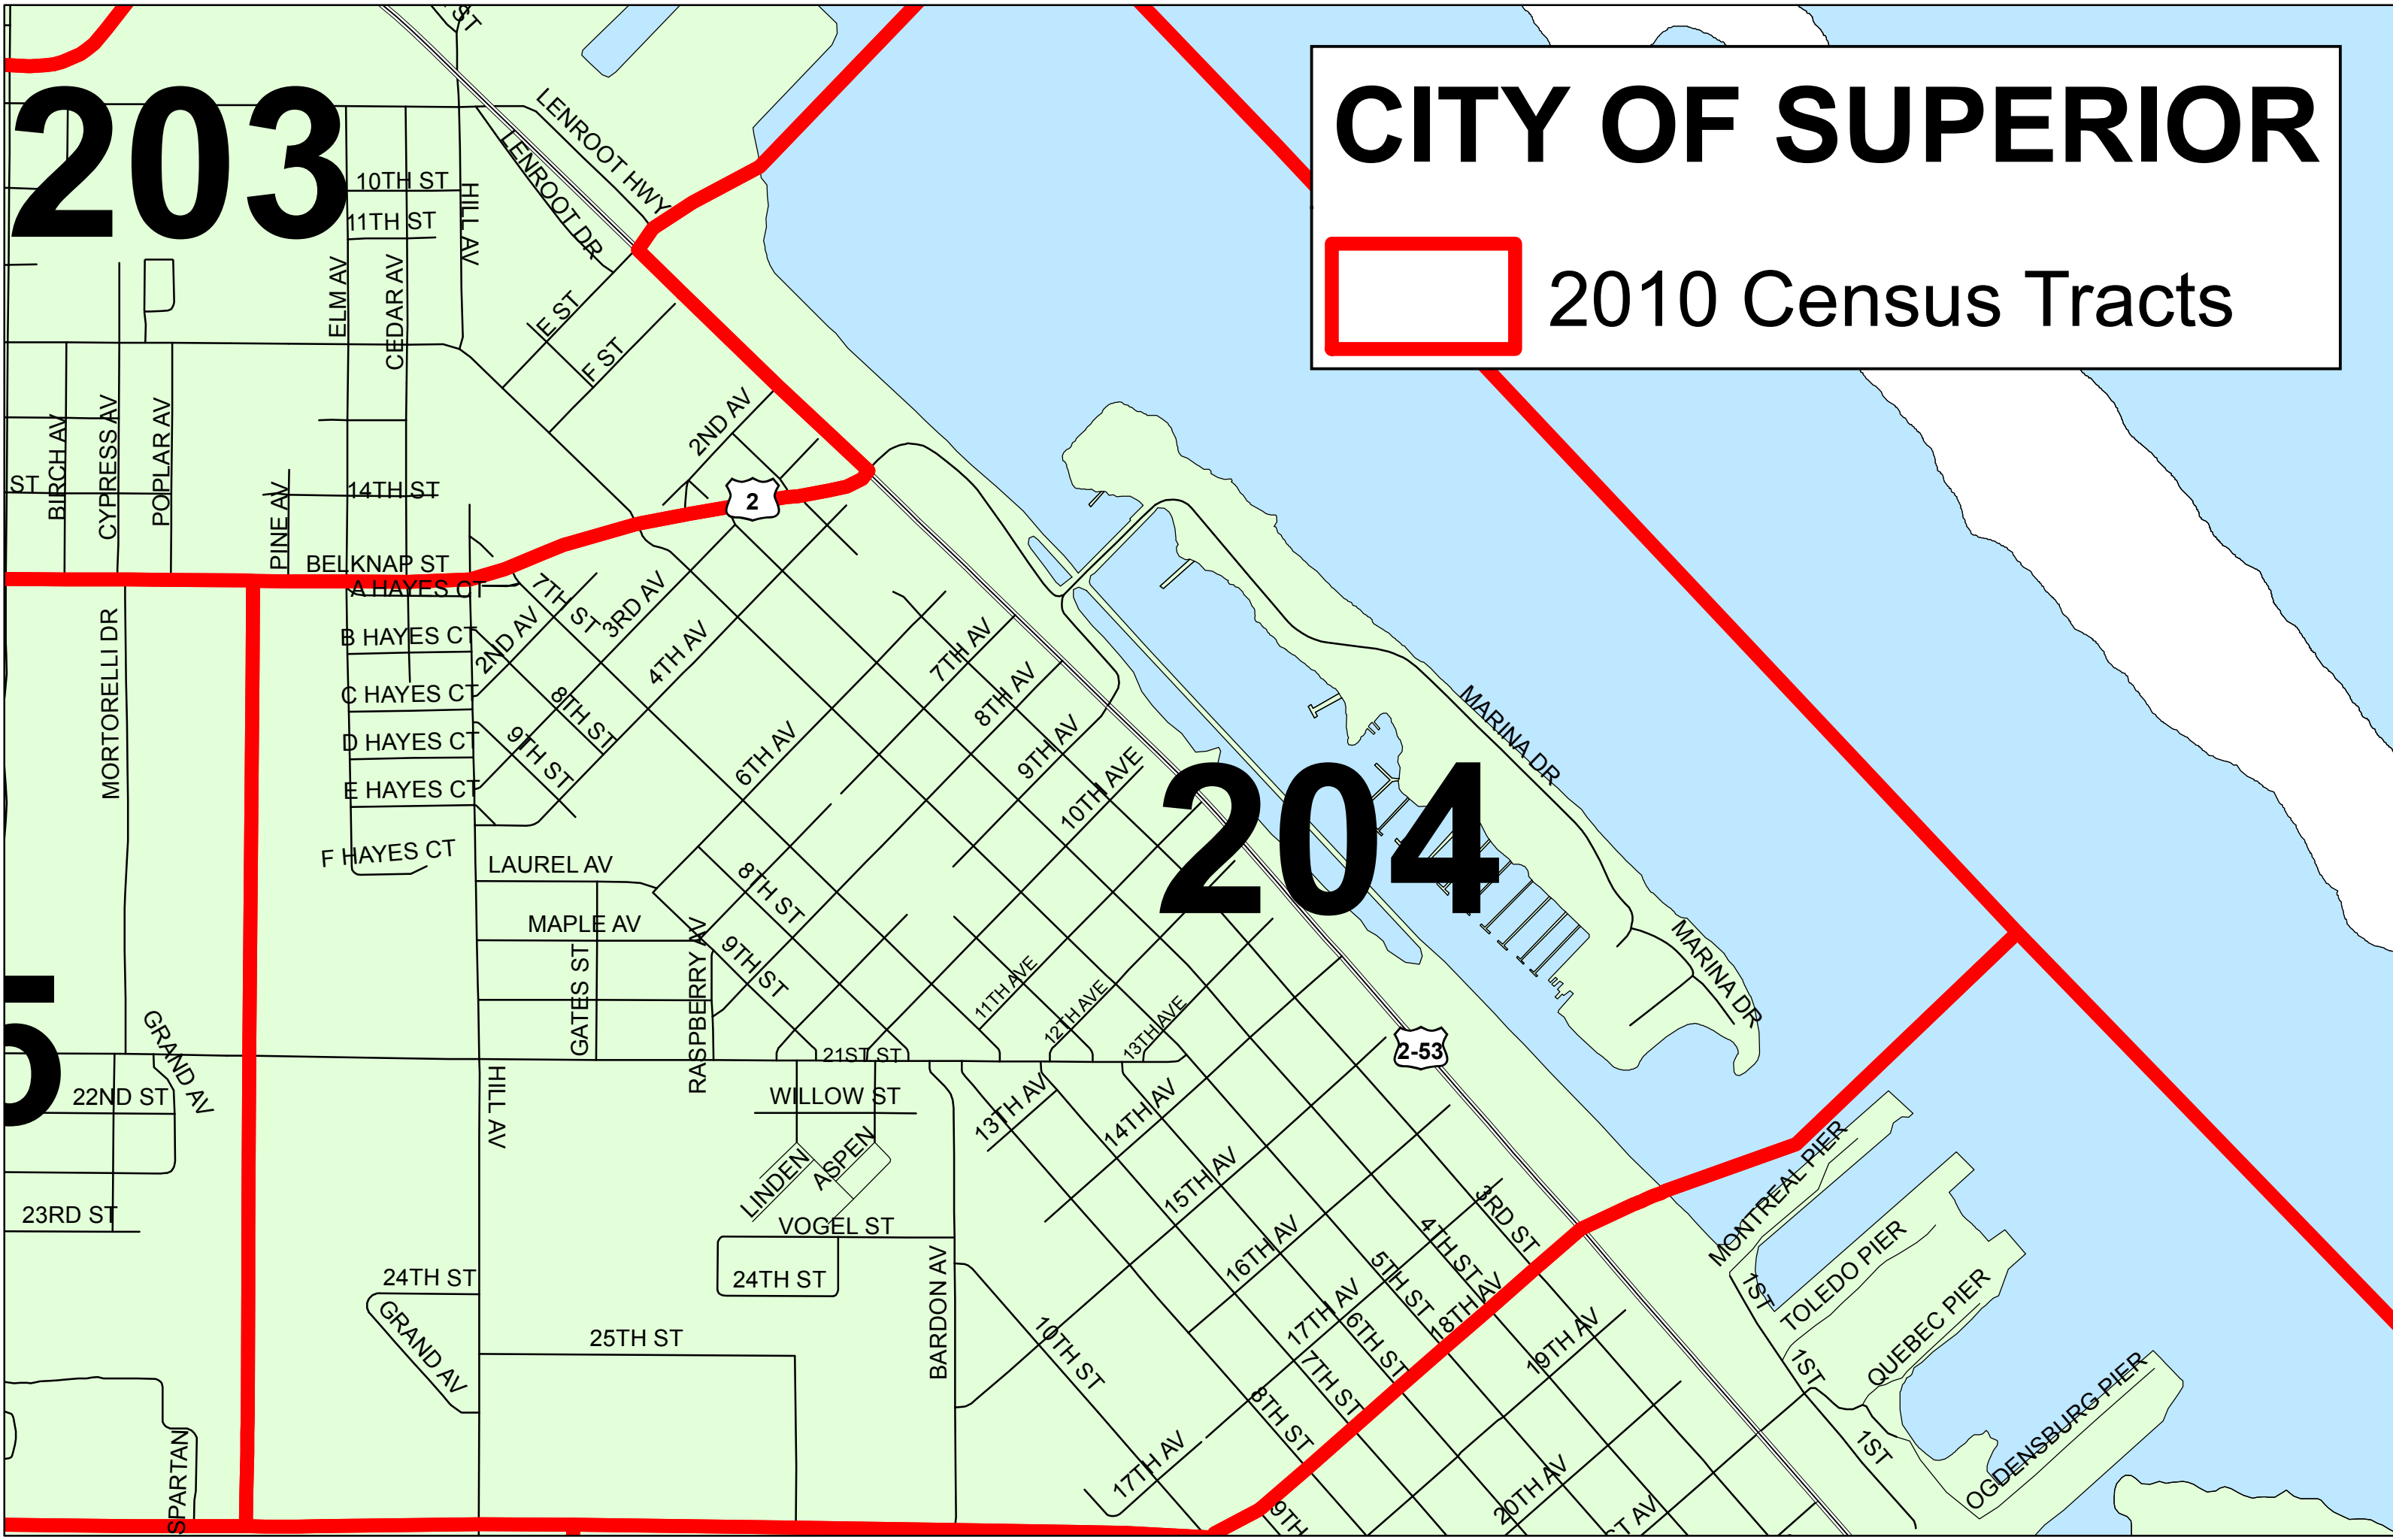 CITY OF SUPERIOR
2010 Census Tracts
203
204
5
ST
LENROOT HWY
LENROOT DR
10TH ST
11TH ST
HILL AV
ELM AV
CEDAR AV
E ST
F ST
2ND AV
BIRCH AV
CYPRESS AV
POPLAR AV
ST
PINE AV
14TH ST
2
BELKNAP ST
A HAYES CT
B HAYES CT
C HAYES CT
D HAYES CT
E HAYES CT
F HAYES CT
MORTORELLI DR
7TH ST
2ND AV
3RD AV
4TH AV
8TH ST
9TH ST
6TH AV
7TH AV
8TH AV
9TH AV
10TH AVE
MARINA DR
MARINA DR
LAUREL AV
MAPLE AV
GATES ST
RASPBERRY AV
8TH ST
9TH ST
11TH AVE
12TH AVE
13TH AVE
21ST ST
2-53
GRAND AV
22ND ST
23RD ST
HILL AV
WILLOW ST
LINDEN
ASPEN
VOGEL ST
24TH ST
24TH ST
GRAND AV
25TH ST
BARDON AV
13TH AV
14TH AV
15TH AV
16TH AV
17TH AV
17TH AV
18TH AV
19TH AV
20TH AV
ST AV
3RD ST
4TH ST
5TH ST
6TH ST
7TH ST
8TH ST
9TH
10TH ST
MONTREAL PIER
TOLEDO PIER
QUEBEC PIER
OGDENSBURG PIER
1ST
1ST
1ST
SPARTAN